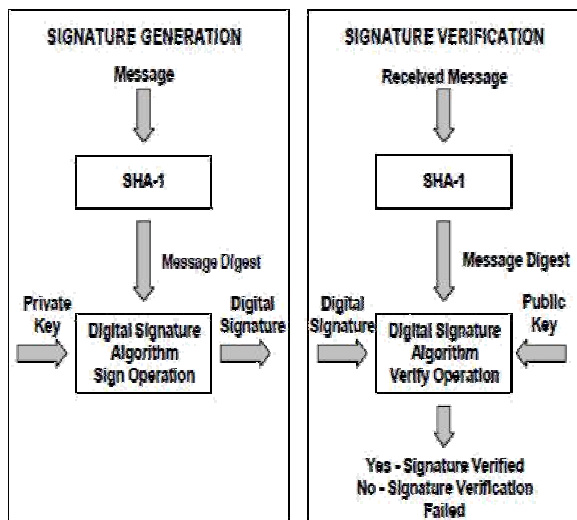 SIGNATURE GENERATION
Message
SHA-1
Message Digest
Private
Key
Digital Signature
Algorithm
Sign Operation
Digital
Signature
SIGNATURE VERIFICATION
Received Message
SHA-1
Message Digest
Digital
Signature
Digital Signature
Algorithm
Verify Operation
Public
Key
Yes - Signature Verified
No - Signature Verification
Failed